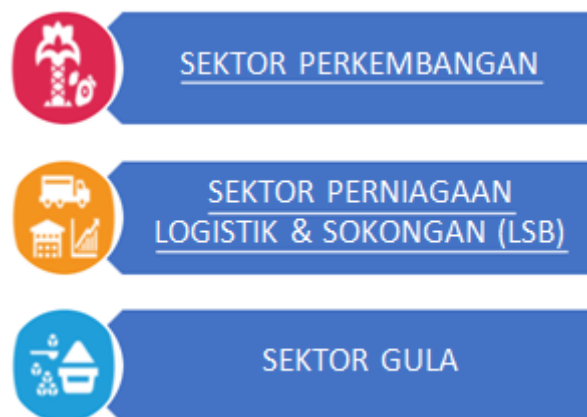 SEKTOR PERKEMBANGAN
SEKTOR PERNIAGAAN
LOGISTIK & SOKONGAN (LSB)
SEKTOR GULA